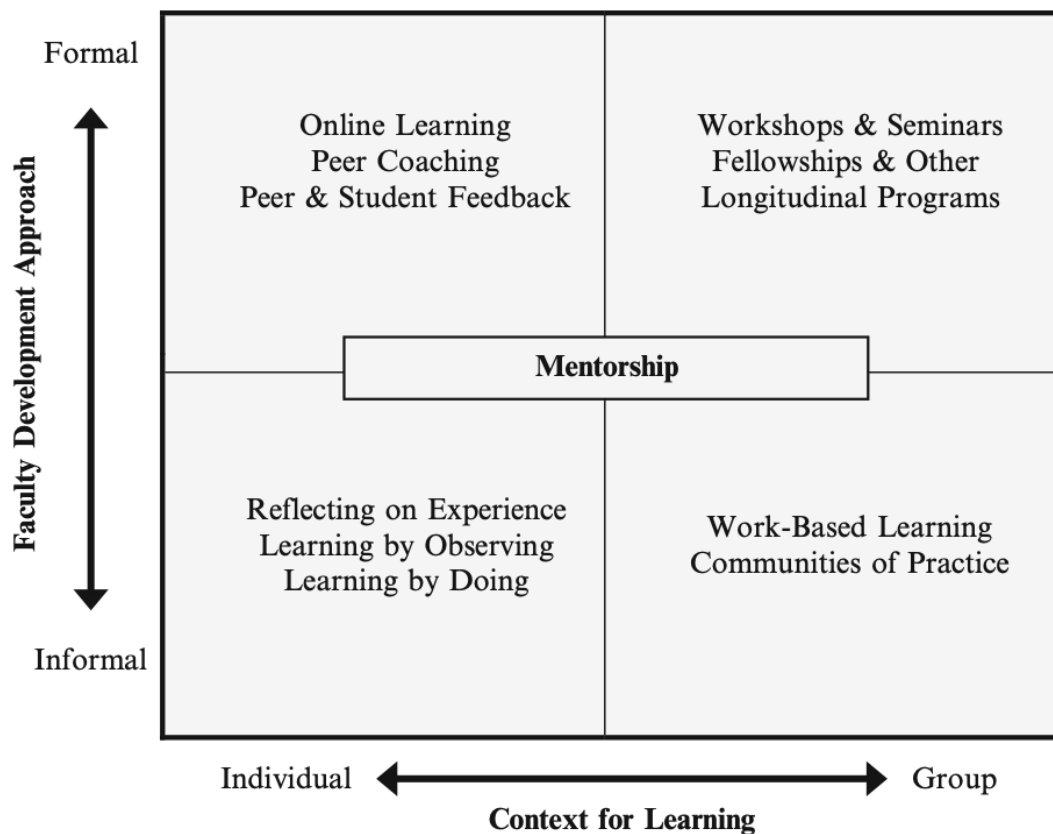 Formal
Online Learning
Peer Coaching
Peer & Student Feedback
Workshops & Seminars
Fellowships & Other
Longitudinal Programs
Faculty Development Approach
Mentorship
Reflecting on Experience
Learning by Observing
Learning by Doing
Work-Based Learning
Communities of Practice
Informal
Individual
Group
Context for Learning